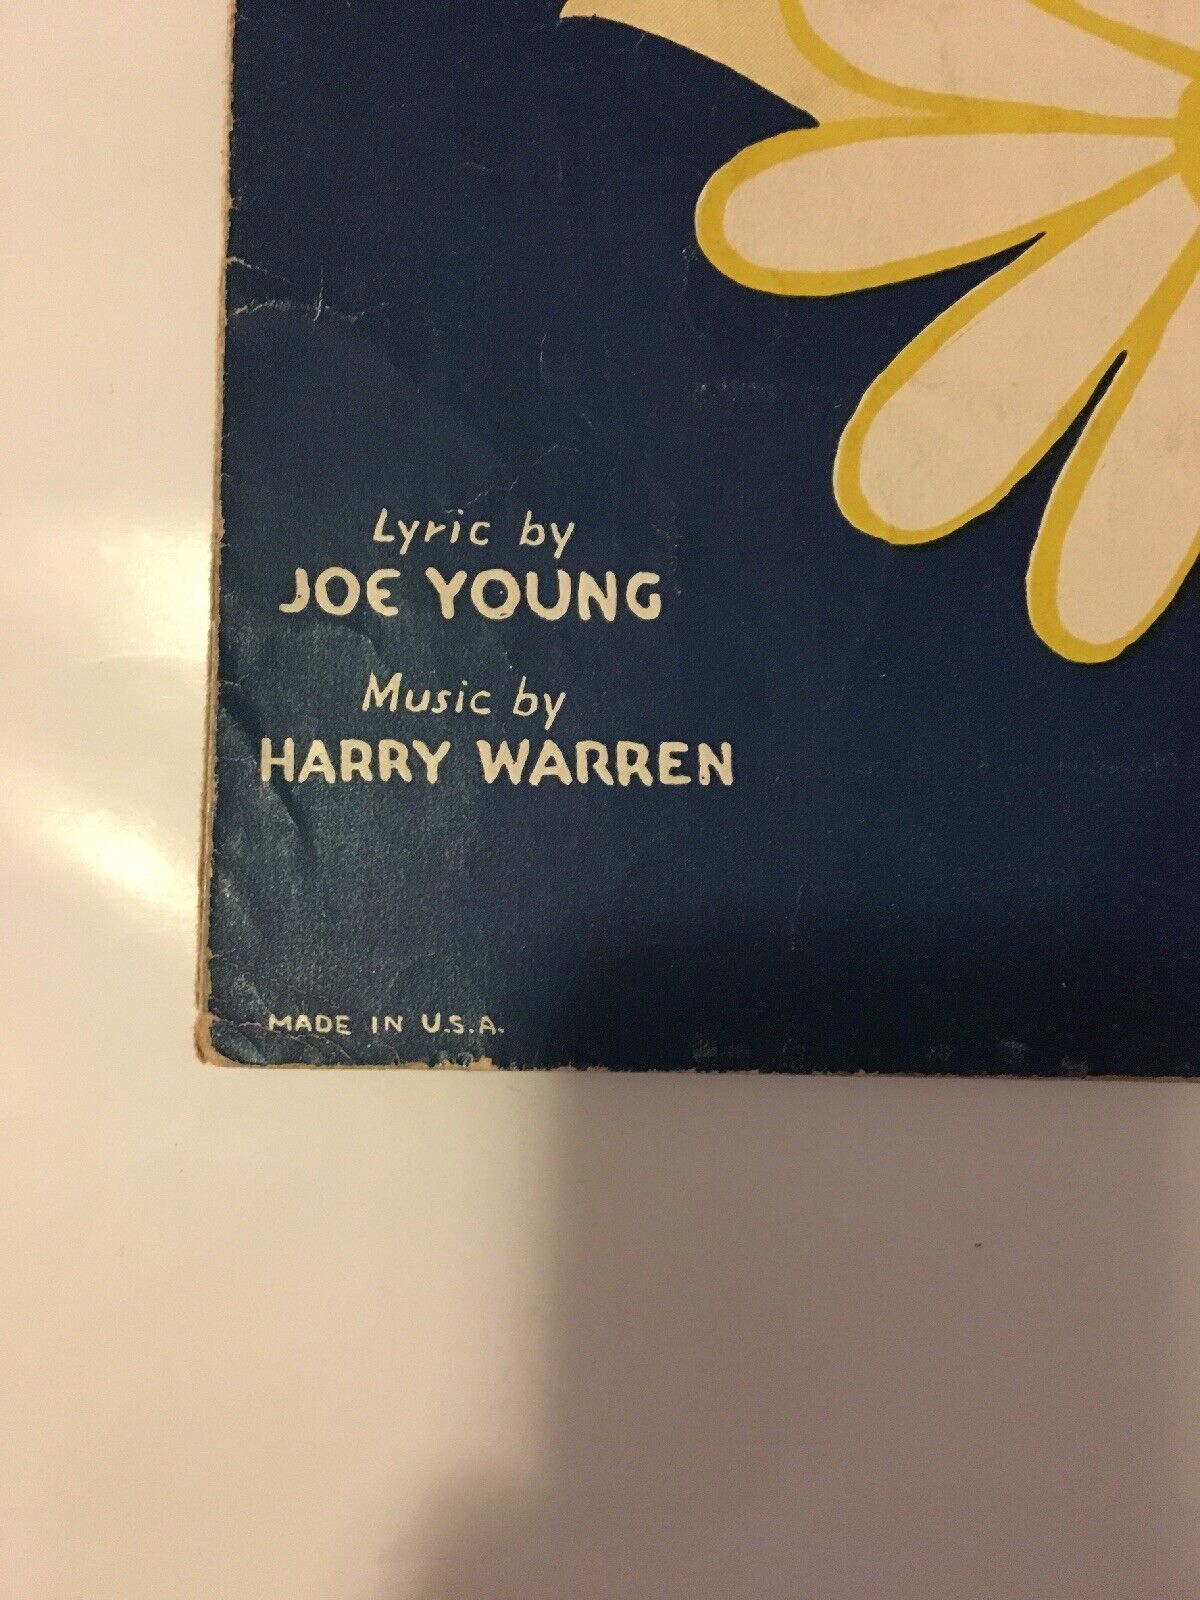 Lyric by
JOE YOUNG
Music by
HARRY WARREN
MADE IN U.S.A.